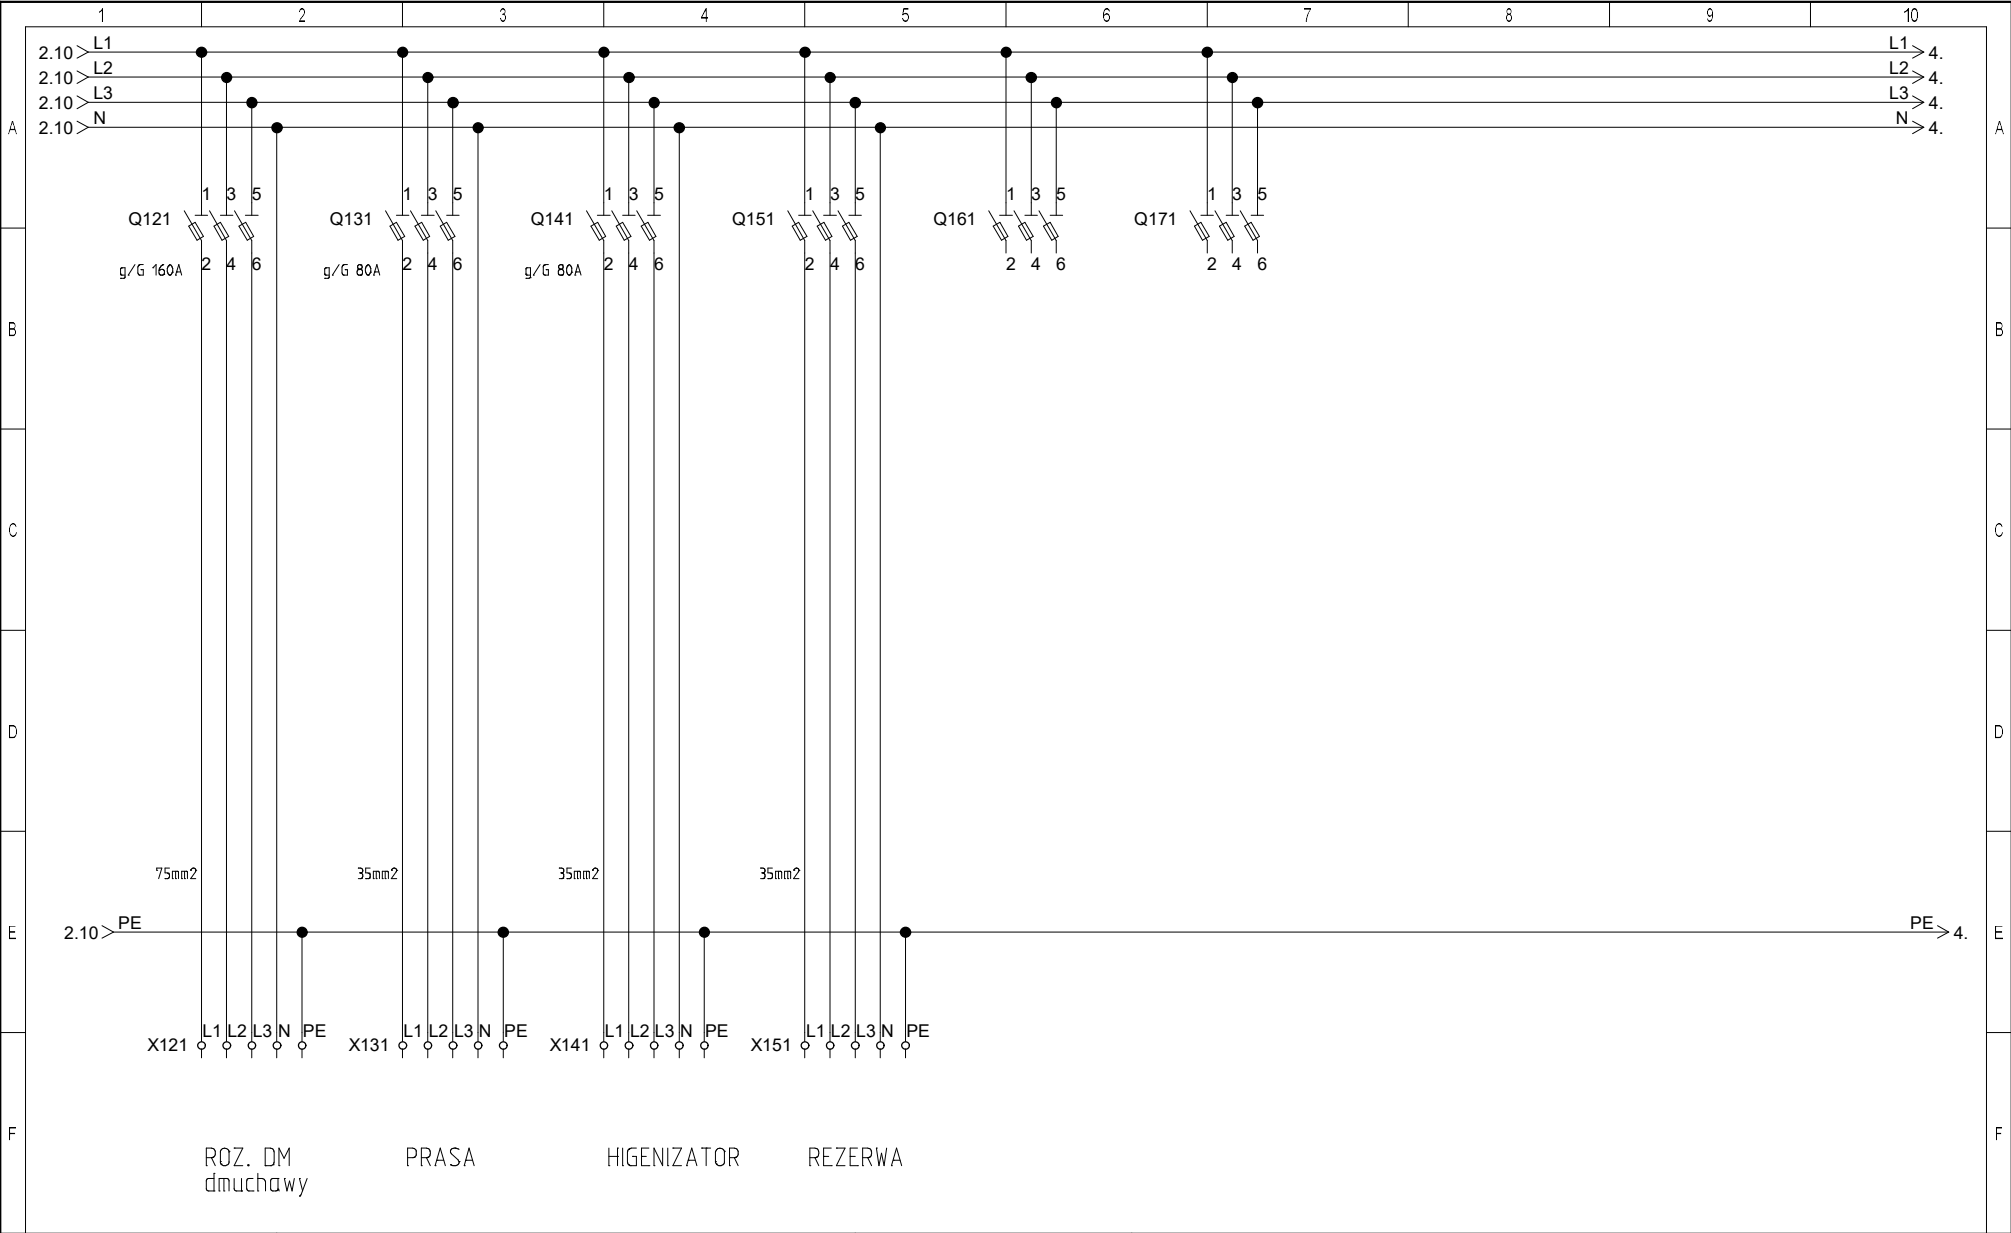 1 2 3 4 5 6 7 8 9 10
2.10 L1 L1 4.
2.10 L2 L2 4.
2.10 L3 L3 4.
A 2.10 N N 4. A
1 3 5 1 3 5 1 3 5 1 3 5 1 3 5 1 3 5
Q121 Q131 Q141 Q151 Q161 Q171
g/G 160A 2 4 6 g/G 80A 2 4 6 g/G 80A 2 4 6 2 4 6 2 4 6 2 4 6
B B
C C
D D
75mm2 35mm2 35mm2 35mm2
E 2.10 PE PE 4. E
L1 L2 L3 N PE L1 L2 L3 N PE L1 L2 L3 N PE L1 L2 L3 N PE
X121 X131 X141 X151
F F
ROZ. DM PRASA HIGENIZATOR REZERWA
dmuchawy